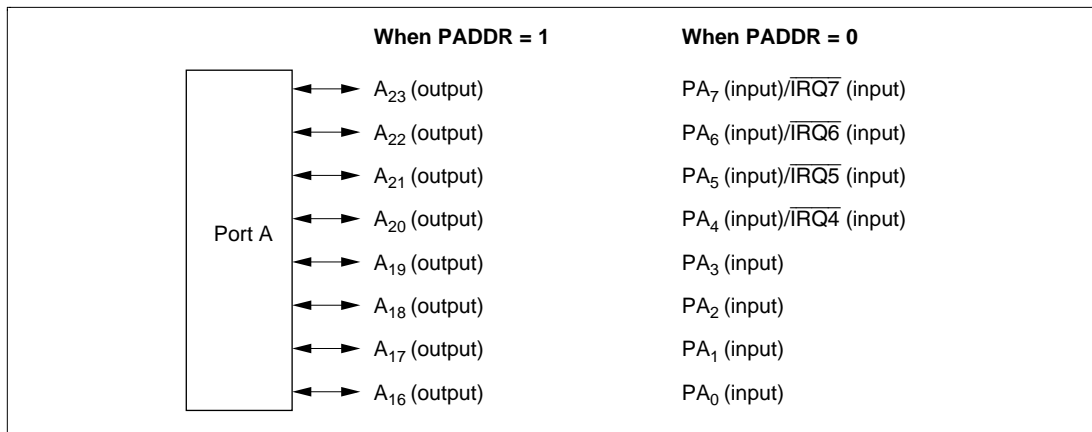 When PADDR = 1 When PADDR = 0
A23 (output) PA7 (input)/IRQ7 (input)
A22 (output) PA6 (input)/IRQ6 (input)
A21 (output) PA5 (input)/IRQ5 (input)
A20 (output) PA4 (input)/IRQ4 (input)
Port A
A19 (output) PA3 (input)
A18 (output) PA2 (input)
A17 (output) PA1 (input)
A16 (output) PA0 (input)